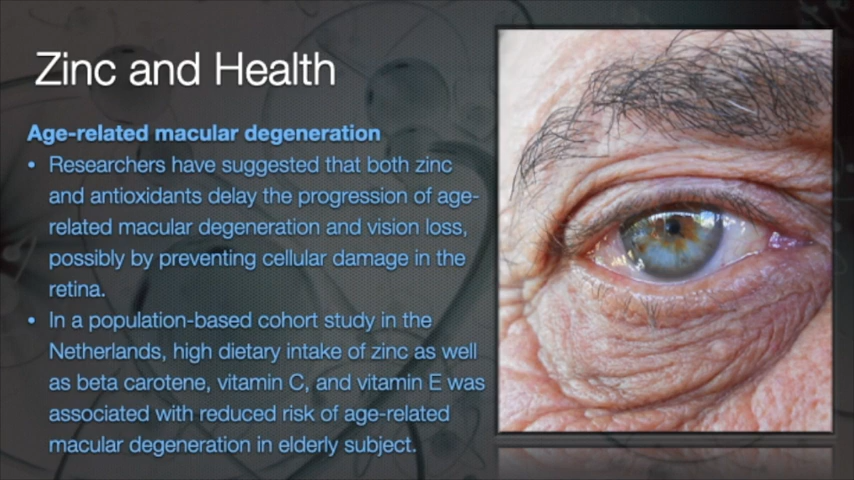 Zinc and Health
Age-related macular degeneration
• Researchers have suggested that both zinc
and antioxidants delay the progression of age-
related macular degeneration and vision loss,
possibly by preventing cellular damage in the
retina.
• In a population-based cohort study in the
Netherlands, high dietary intake of zinc as well
as beta carotene, vitamin C, and vitamin E was
associated with reduced risk of age-related
macular degeneration in elderly subject.